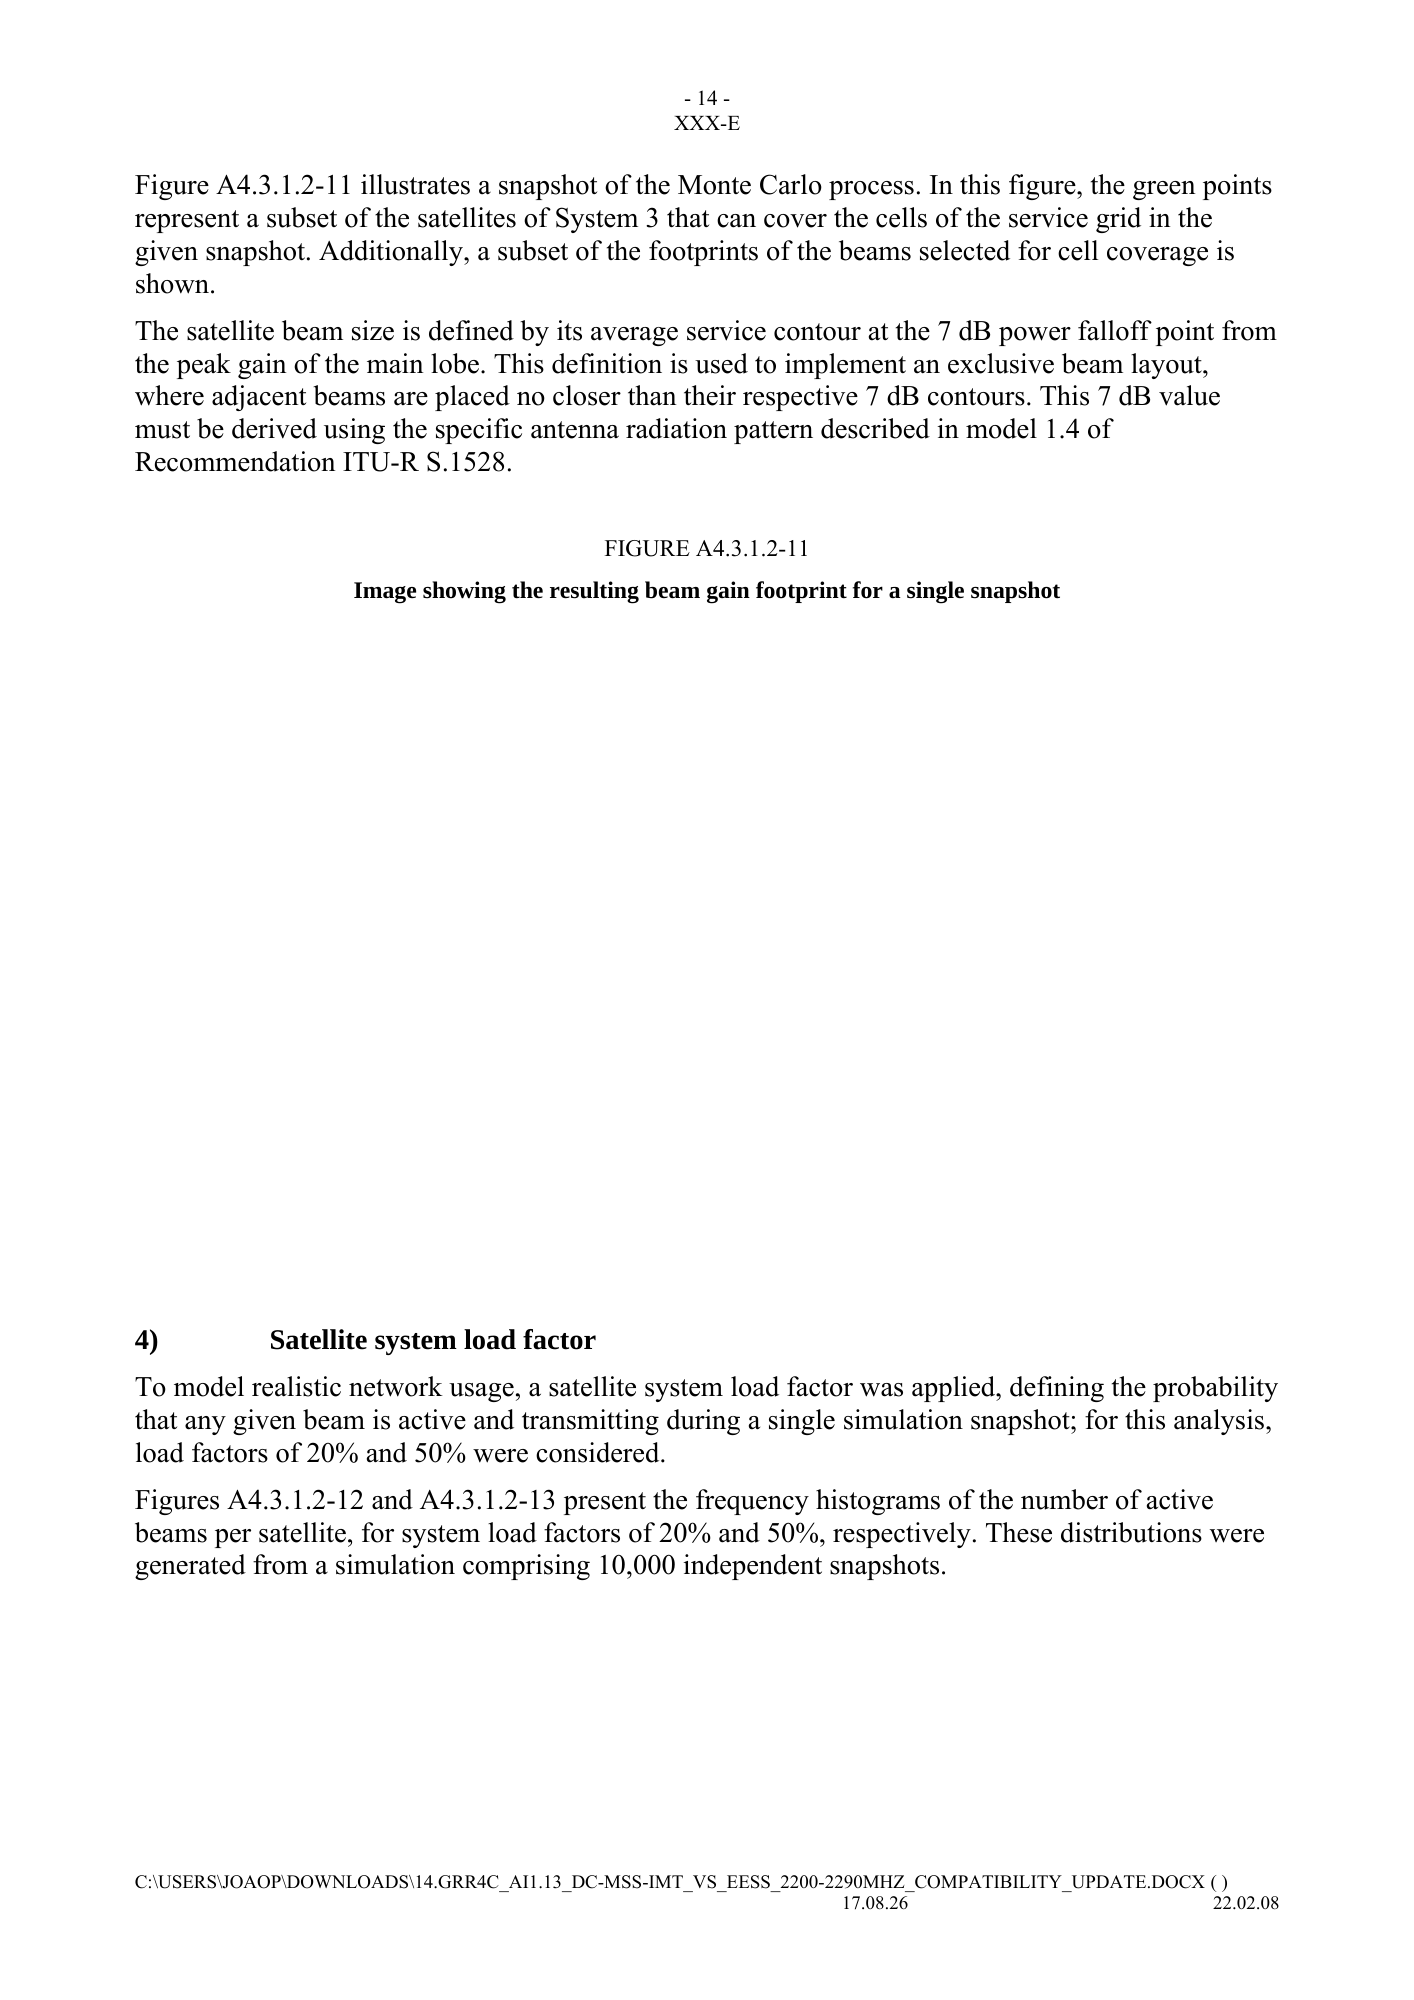 - 14 -
XXX-E
Figure A4.3.1.2-11 illustrates a snapshot of the Monte Carlo process. In this figure, the green points
represent a subset of the satellites of System 3 that can cover the cells of the service grid in the
given snapshot. Additionally, a subset of the footprints of the beams selected for cell coverage is
shown.
The satellite beam size is defined by its average service contour at the 7 dB power falloff point from
the peak gain of the main lobe. This definition is used to implement an exclusive beam layout,
where adjacent beams are placed no closer than their respective 7 dB contours. This 7 dB value
must be derived using the specific antenna radiation pattern described in model 1.4 of
Recommendation ITU-R S.1528.
FIGURE A4.3.1.2-11
Image showing the resulting beam gain footprint for a single snapshot
4) Satellite system load factor
To model realistic network usage, a satellite system load factor was applied, defining the probability
that any given beam is active and transmitting during a single simulation snapshot; for this analysis,
load factors of 20% and 50% were considered.
Figures A4.3.1.2-12 and A4.3.1.2-13 present the frequency histograms of the number of active
beams per satellite, for system load factors of 20% and 50%, respectively. These distributions were
generated from a simulation comprising 10,000 independent snapshots.
C:\USERS\JOAOP\DOWNLOADS\14.GRR4C_AI1.13_DC-MSS-IMT_VS_EESS_2200-2290MHZ_COMPATIBILITY_UPDATE.DOCX ( )
17.08.26 22.02.08